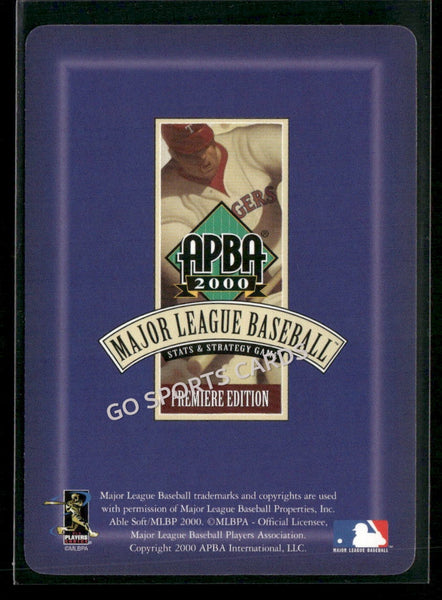 T
GERS
APBA®
2000
MAJOR LEAGUE BASEBALL™
STATS & STRATEGY GAME
GO SPORTS CARDS
PREMIERE EDITION
Major League Baseball trademarks and copyrights are used
with permission of Major League Baseball Properties, Inc.
Able Soft/MLBP 2000. ©MLBPA - Official Licensee,
Major League Baseball Players Association.
Copyright 2000 APBA International, LLC.
PLAYERS
©MLBPA
MAJOR LEAGUE BASEBALL